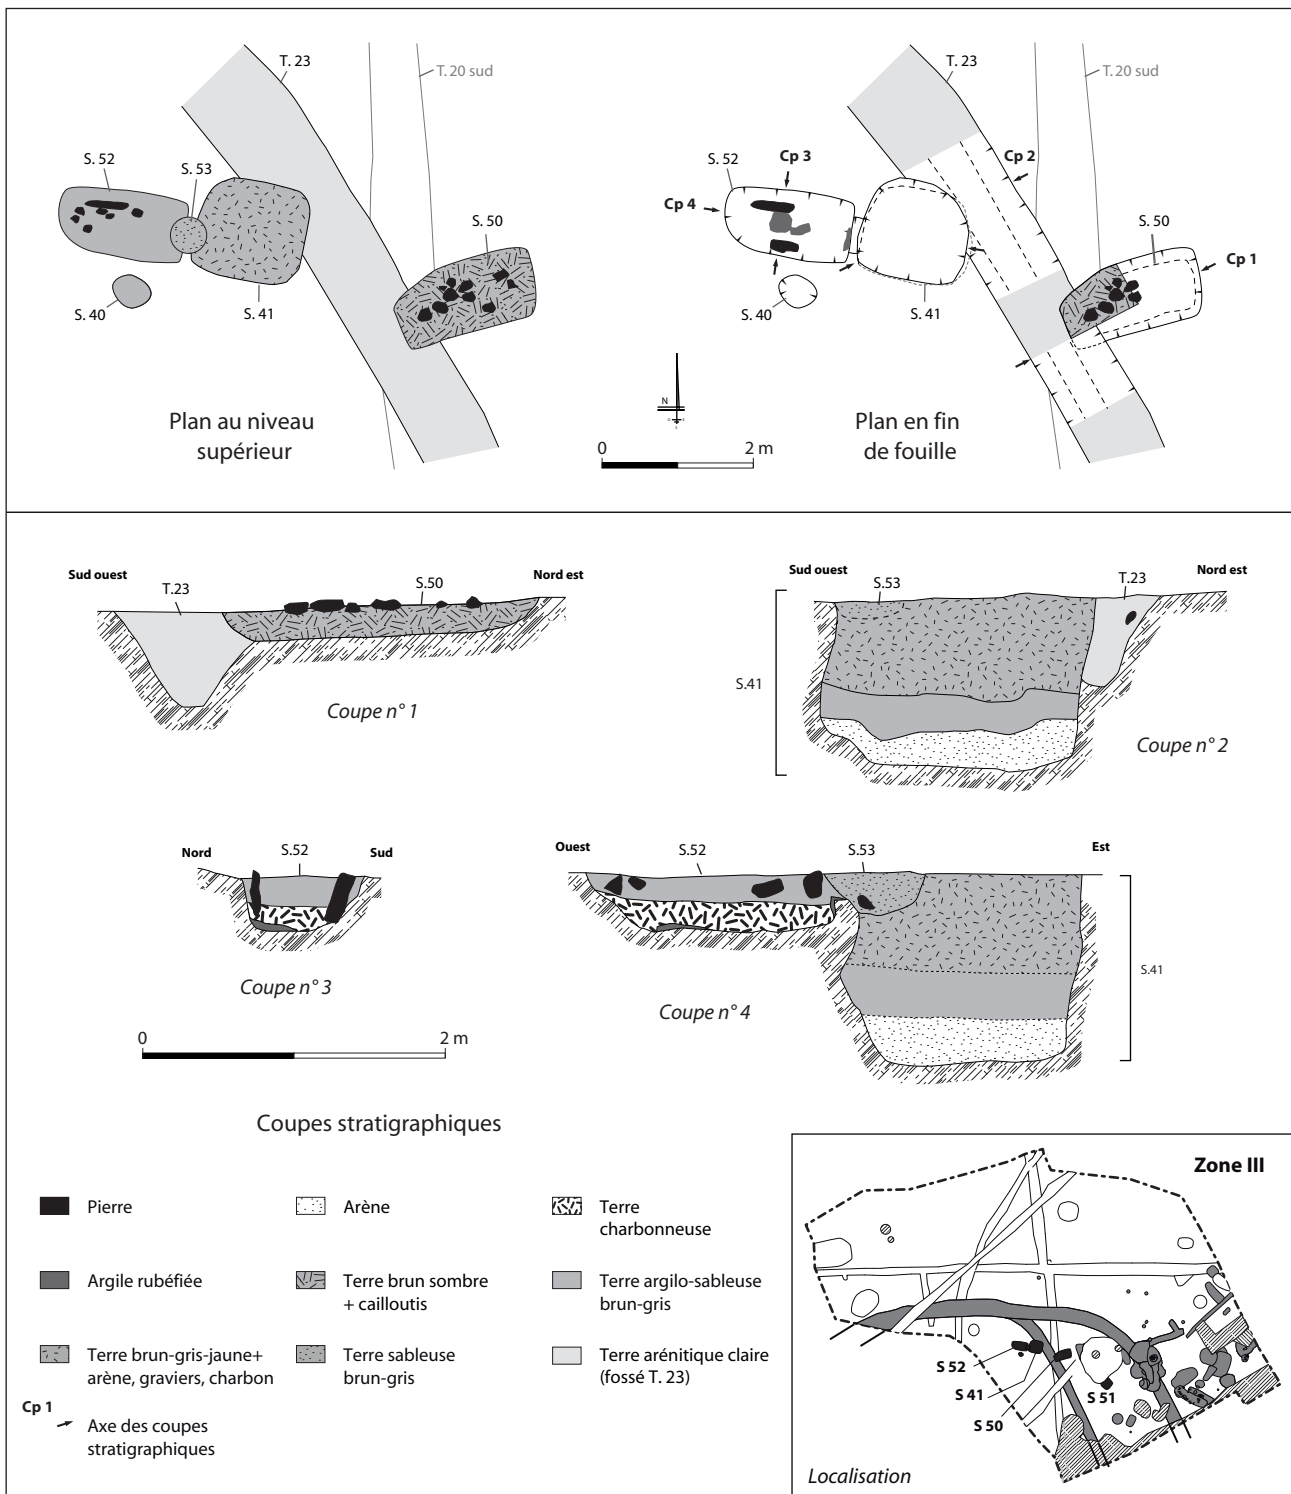 T. 23
T. 20 sud
S. 52
S. 53
S. 50
S. 40
S. 41
Plan au niveau
supérieur
T. 23
T. 20 sud
Cp 2
Cp 3
S. 52
Cp 4
S. 50
Cp 1
S. 40
S. 41
Plan en fin
de fouille
N
0 2 m
Sud ouest
T.23
S.50
Nord est
Coupe n° 1
Sud ouest
S.53
T.23
Nord est
S.41
Coupe n° 2
Nord
S.52
Sud
Coupe n° 3
Ouest
S.52
S.53
Est
S.41
Coupe n° 4
0 2 m
Coupes stratigraphiques
Pierre
Arène
Terre
charbonneuse
Argile rubéfiée
Terre brun sombre
+ cailloutis
Terre argilo-sableuse
brun-gris
Terre brun-gris-jaune+
arène, graviers, charbon
Terre sableuse
brun-gris
Terre arénitique claire
(fossé T. 23)
Cp 1
Axe des coupes
stratigraphiques
Zone III
S 52
S 41
S 50
S 51
Localisation